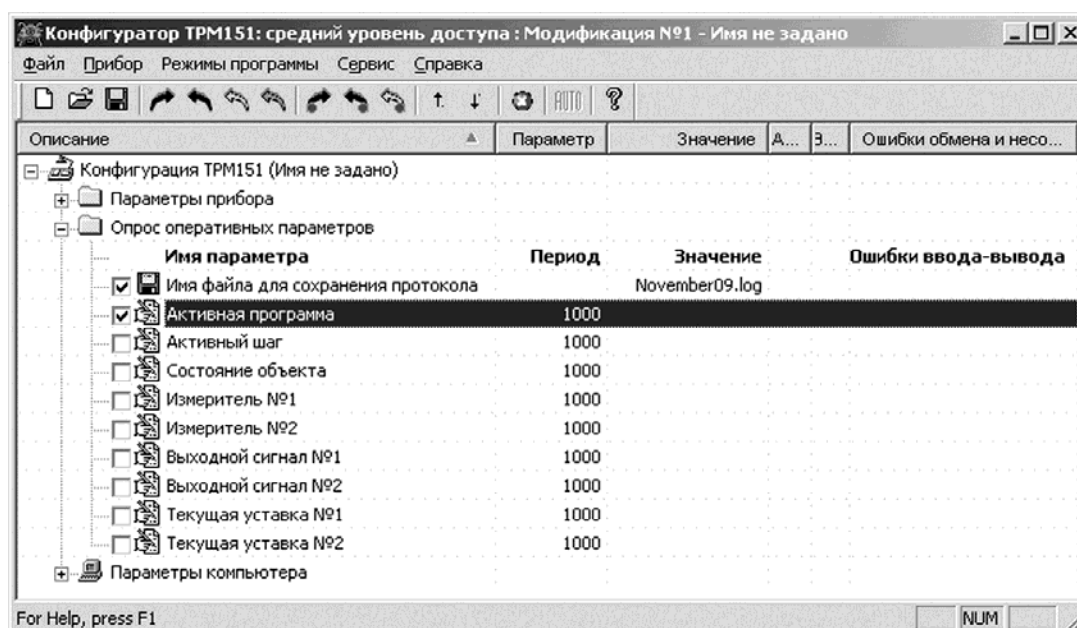 Конфигуратор ТРМ151: средний уровень доступа : Модификация №1 - Имя не задано
Файл Прибор Режимы программы Сервис Справка
AUTO
Описание Параметр Значение А... З... Ошибки обмена и несо...
Конфигурация ТРМ151 (Имя не задано)
Параметры прибора
Опрос оперативных параметров
Имя параметра Период Значение Ошибки ввода-вывода
Имя файла для сохранения протокола November09.log
Активная программа 1000
Активный шаг 1000
Состояние объекта 1000
Измеритель №1 1000
Измеритель №2 1000
Выходной сигнал №1 1000
Выходной сигнал №2 1000
Текущая уставка №1 1000
Текущая уставка №2 1000
Параметры компьютера
For Help, press F1 NUM